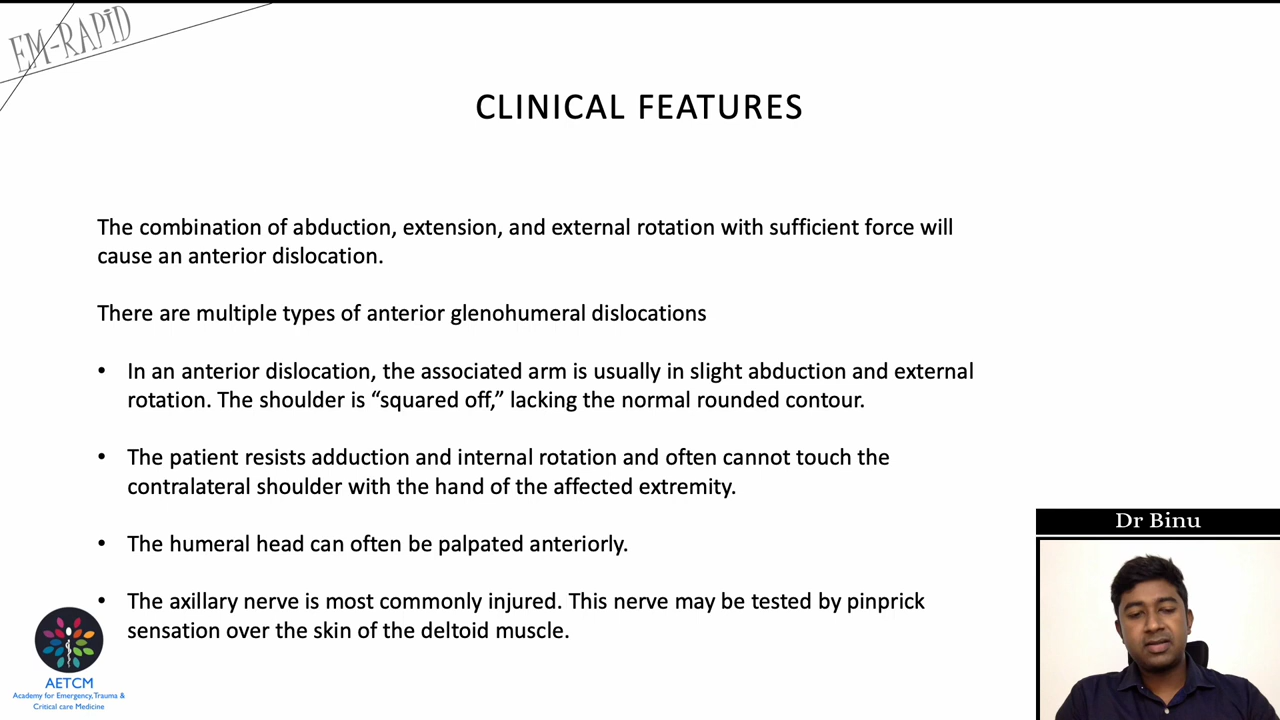 EM-RAPID
CLINICAL FEATURES
The combination of abduction, extension, and external rotation with sufficient force will
cause an anterior dislocation.
There are multiple types of anterior glenohumeral dislocations
• In an anterior dislocation, the associated arm is usually in slight abduction and external
rotation. The shoulder is “squared off,” lacking the normal rounded contour.
• The patient resists adduction and internal rotation and often cannot touch the
contralateral shoulder with the hand of the affected extremity.
• The humeral head can often be palpated anteriorly.
• The axillary nerve is most commonly injured. This nerve may be tested by pinprick
sensation over the skin of the deltoid muscle.
Dr Binu
AETCM
Academy for Emergency,Trauma &
Critical care Medicine